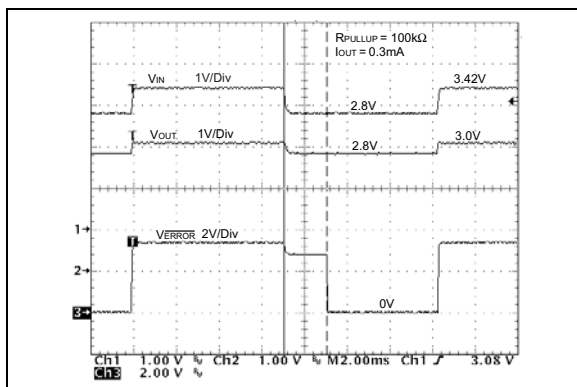 RPULLUP = 100kΩ
IOUT = 0.3mA
VIN 1V/Div
3.42V
2.8V
VOUT 1V/Div
3.0V
2.8V
1→
VERROR 2V/Div
T
2→
0V
3→
Ch1 1.00 V Ch2 1.00 V M2.00ms Ch1 3.08 V
Ch3 2.00 V